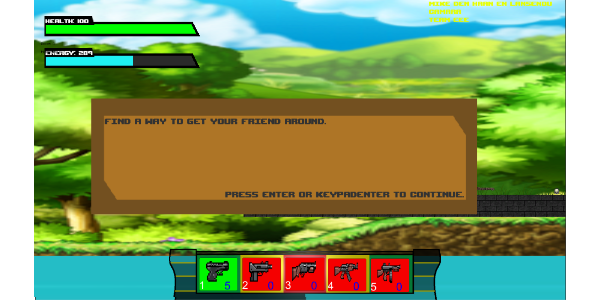 HEALTH: 100
ENERGY: 289
FIND A WAY TO GET YOUR FRIEND AROUND.
PRESS ENTER OR KEYPADENTER TO CONTINUE.
1 5 2 0 3 0 4 0 5 0